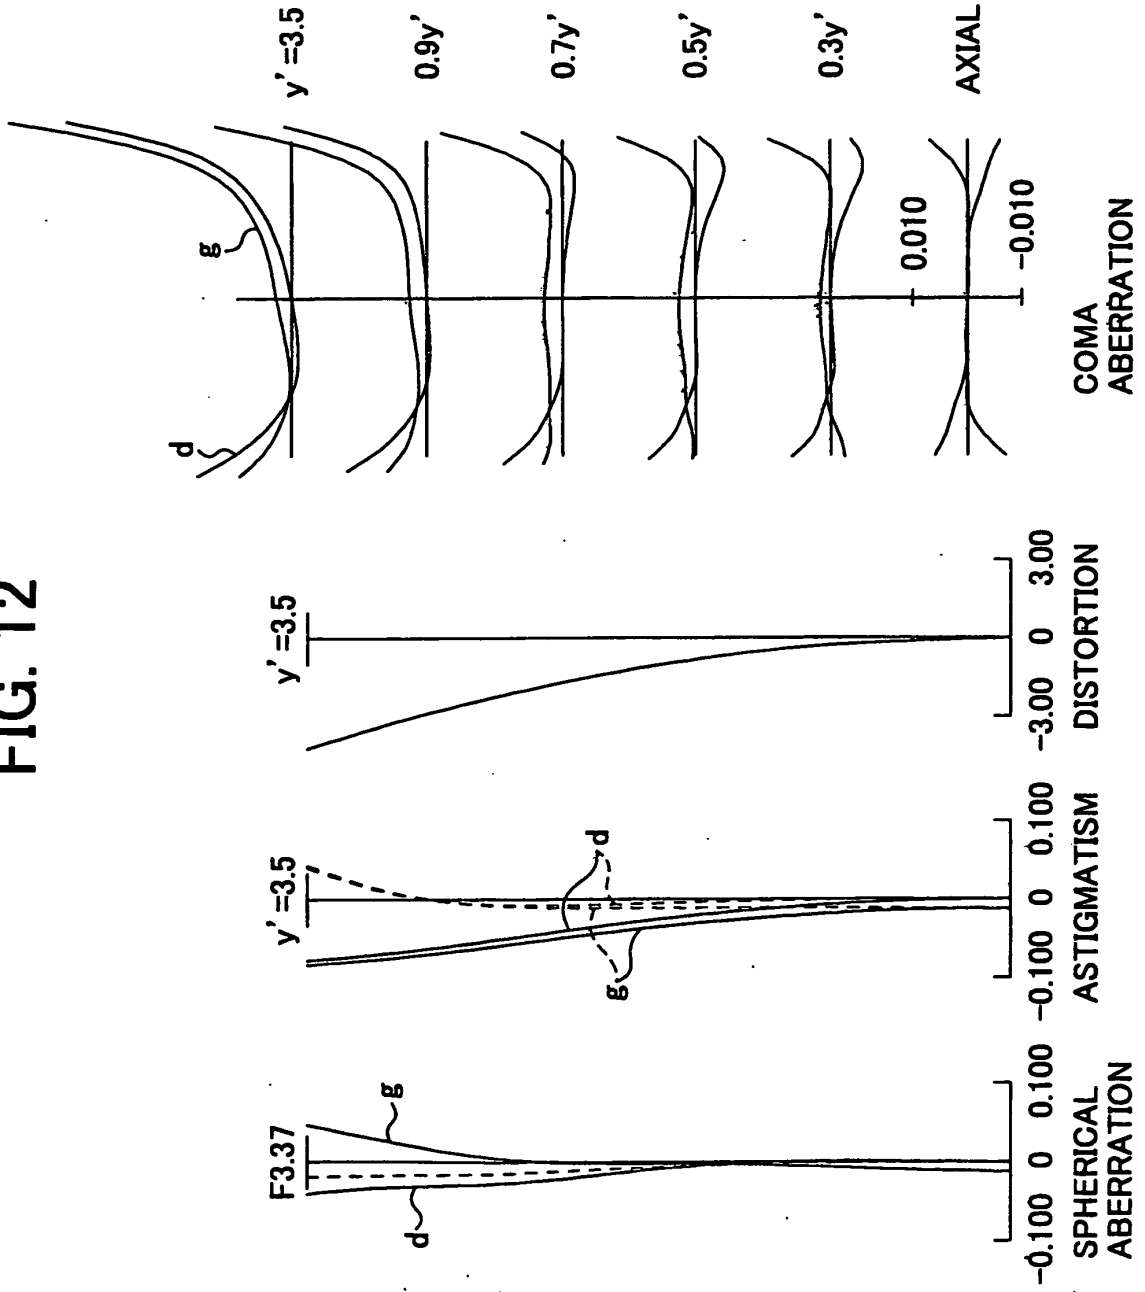 FIG. 12
F3.37
g
d
-0.100 0 0.100
SPHERICAL
ABERRATION
y' =3.5
d
g
-0.100 0 0.100
ASTIGMATISM
y' =3.5
-3.00 0 3.00
DISTORTION
y' =3.5
0.9y'
0.7y'
0.5y'
0.3y'
AXIAL
g
d
0.010
-0.010
COMA
ABERRATION